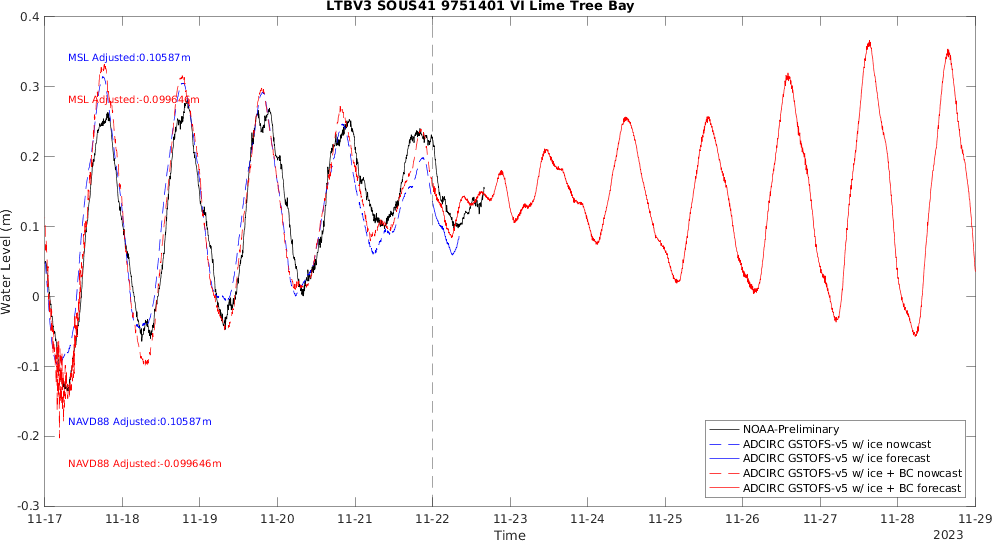 LTBV3 SOUS41 9751401 VI Lime Tree Bay
MSL Adjusted:0.10587m
MSL Adjusted:-0.099646m
NAVD88 Adjusted:0.10587m
NAVD88 Adjusted:-0.099646m
Water Level (m)
0.4
0.3
0.2
0.1
0
-0.1
-0.2
-0.3
NOAA-Preliminary
ADCIRC GSTOFS-v5 w/ ice nowcast
ADCIRC GSTOFS-v5 w/ ice forecast
ADCIRC GSTOFS-v5 w/ ice + BC nowcast
ADCIRC GSTOFS-v5 w/ ice + BC forecast
11-17 11-18 11-19 11-20 11-21 11-22 11-23 11-24 11-25 11-26 11-27 11-28 11-29
Time
2023